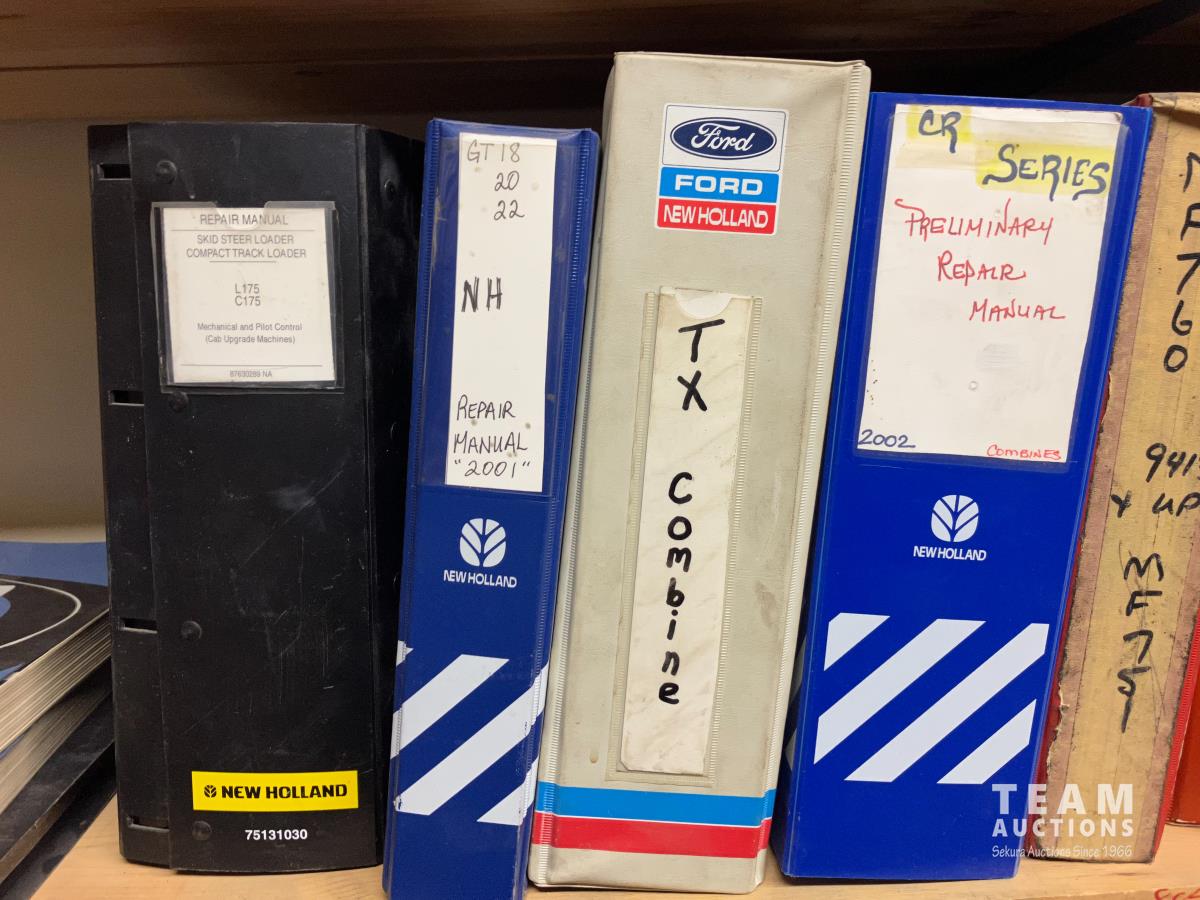 REPAIR MANUAL
SKID STEER LOADER
COMPACT TRACK LOADER
L175
C175
Mechanical and Pilot Control
(Cab Upgrade Machines)
87630289 NA
NEW HOLLAND
75131030
GT 18
20
22
NH
REPAIR
MANUAL
"2001"
NEW HOLLAND
Ford
FORD
NEW HOLLAND
TX
Combine
CR
SERIES
PRELIMINARY
REPAIR
MANUAL
2002
COMBINES
NEW HOLLAND
760
UP
TEAM
AUCTIONS
Sekura Auctions Since 1966